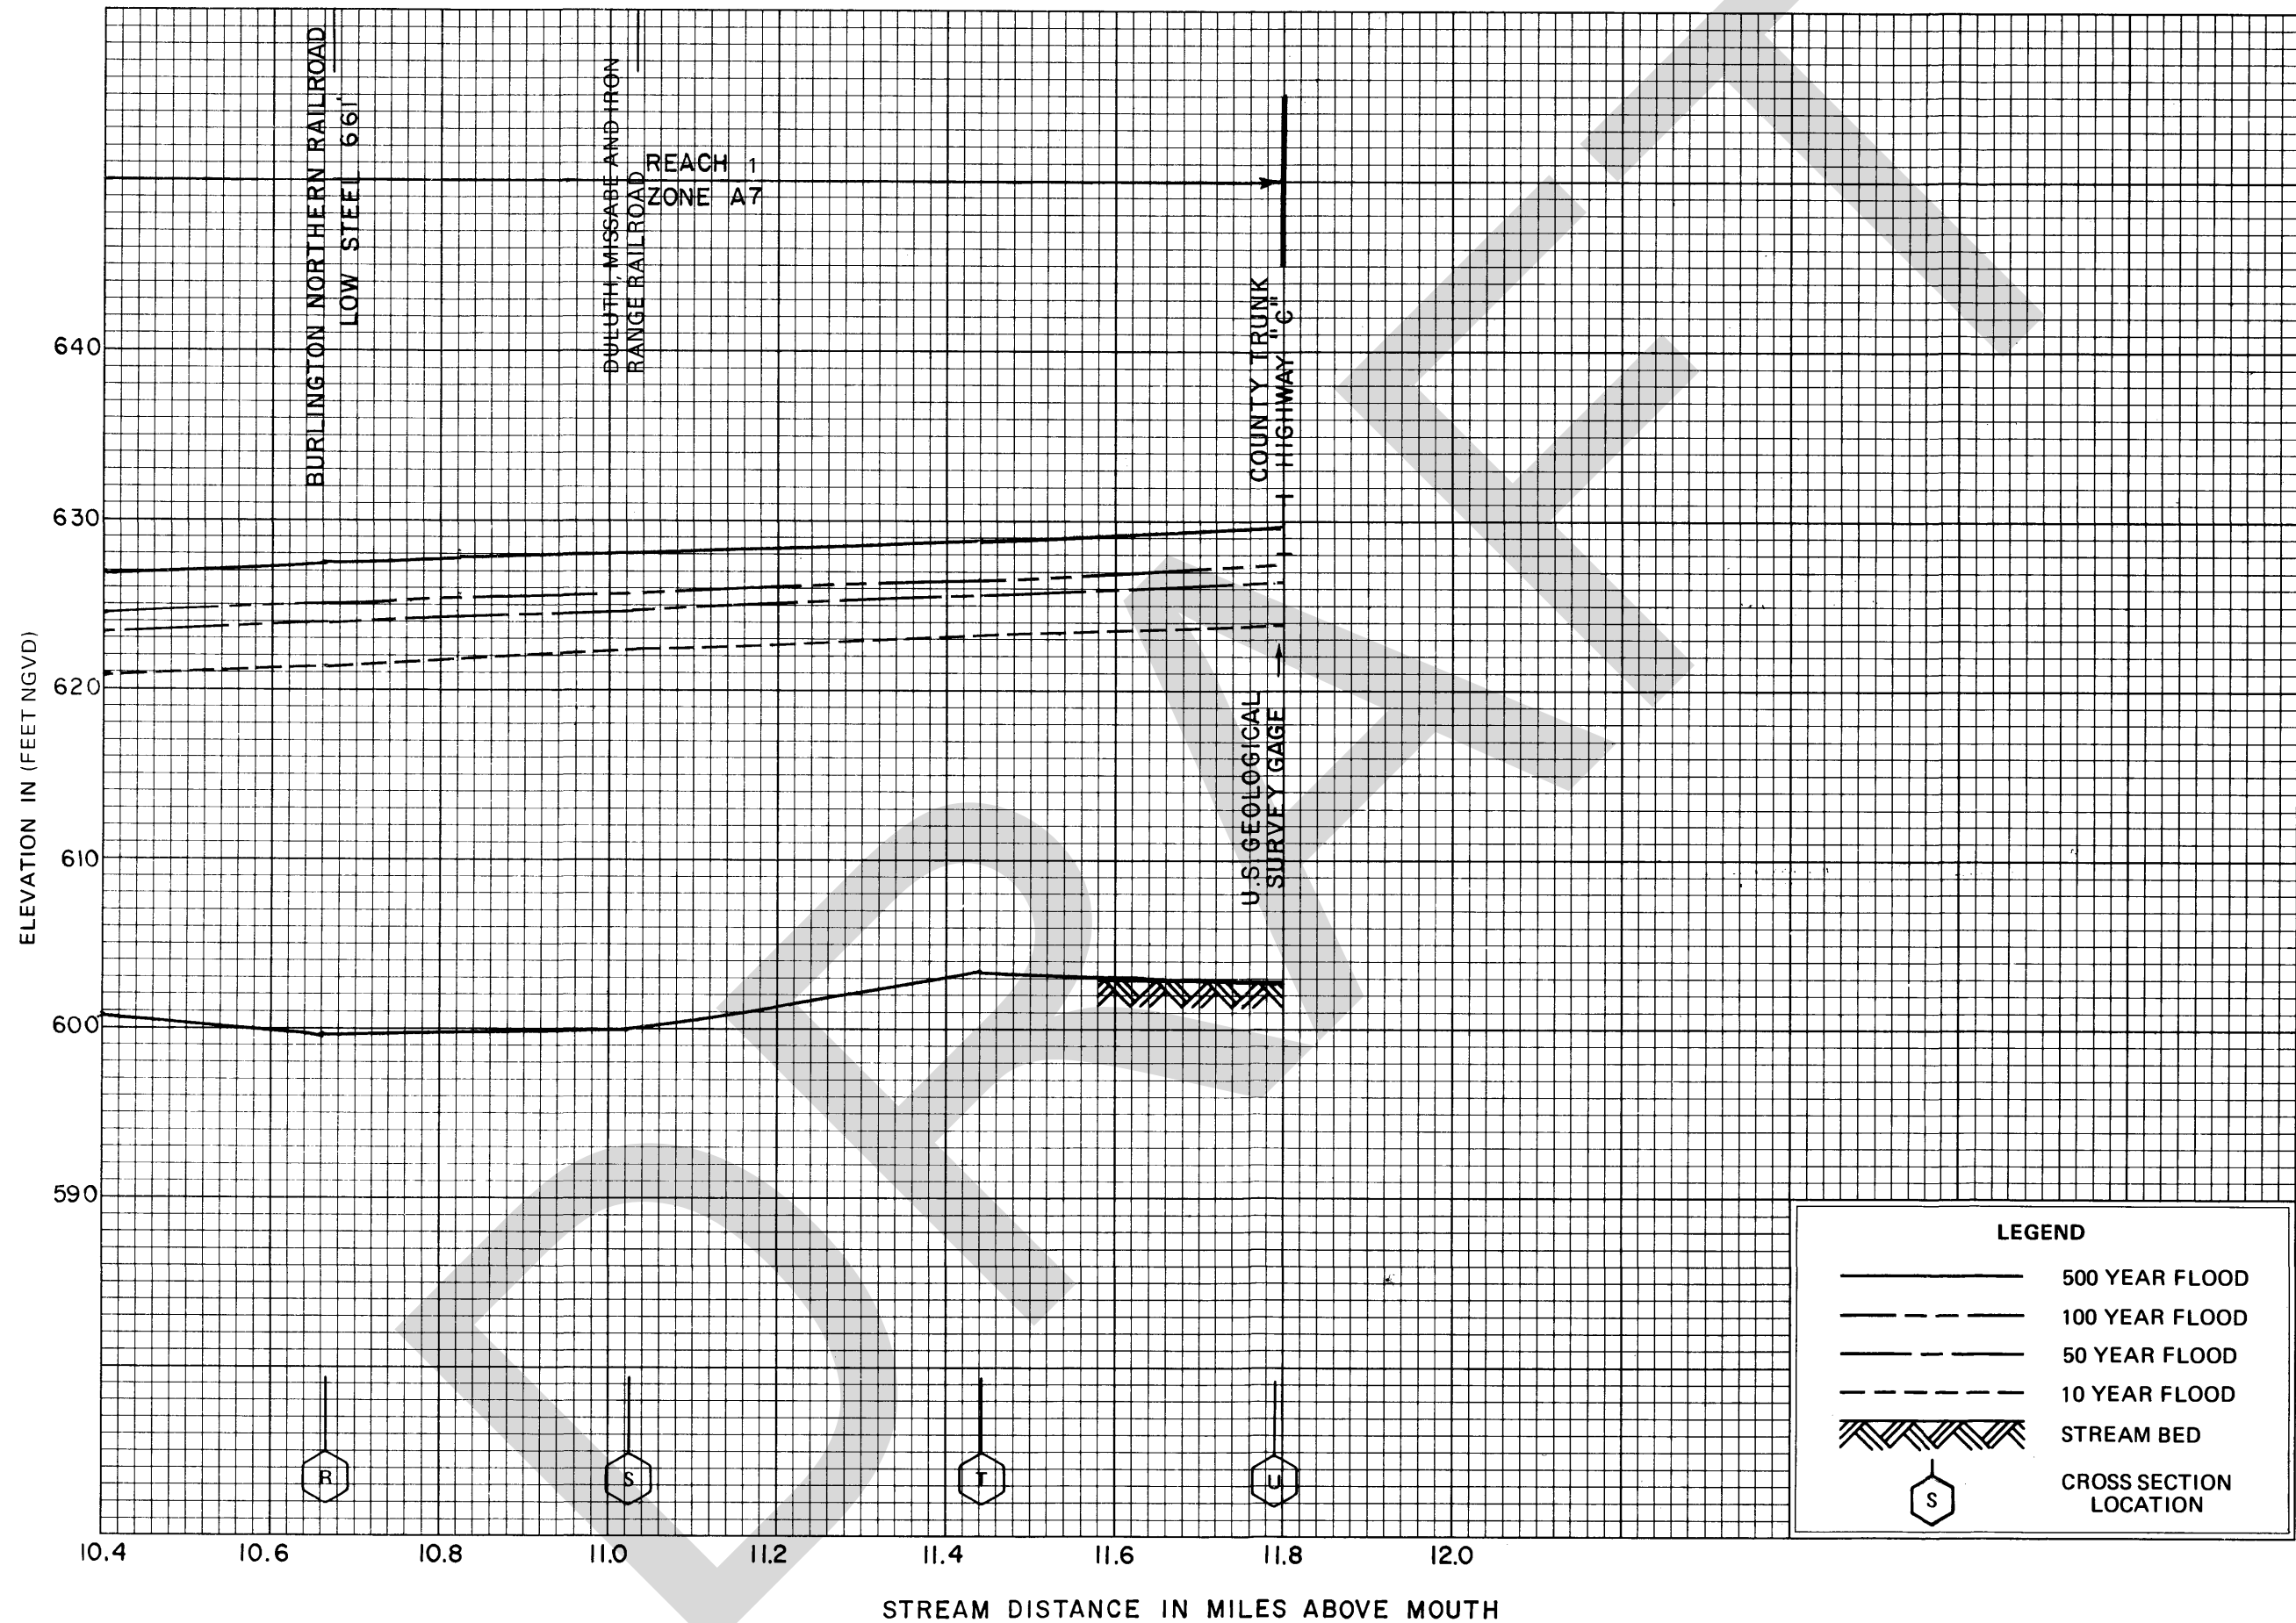 BURLINGTON NORTHERN RAILROAD
LOW STEEL 661'
DULUTH, MISSABE AND IRON
RANGE RAILROAD
REACH 1
ZONE A7
COUNTY TRUNK
HIGHWAY "C"
U.S. GEOLOGICAL
SURVEY GAGE
ELEVATION IN (FEET NGVD)
640
630
620
610
600
590
R
S
T
U
10.4 10.6 10.8 11.0 11.2 11.4 11.6 11.8 12.0
STREAM DISTANCE IN MILES ABOVE MOUTH
LEGEND
500 YEAR FLOOD
100 YEAR FLOOD
50 YEAR FLOOD
10 YEAR FLOOD
STREAM BED
S
CROSS SECTION
LOCATION
DRAFT